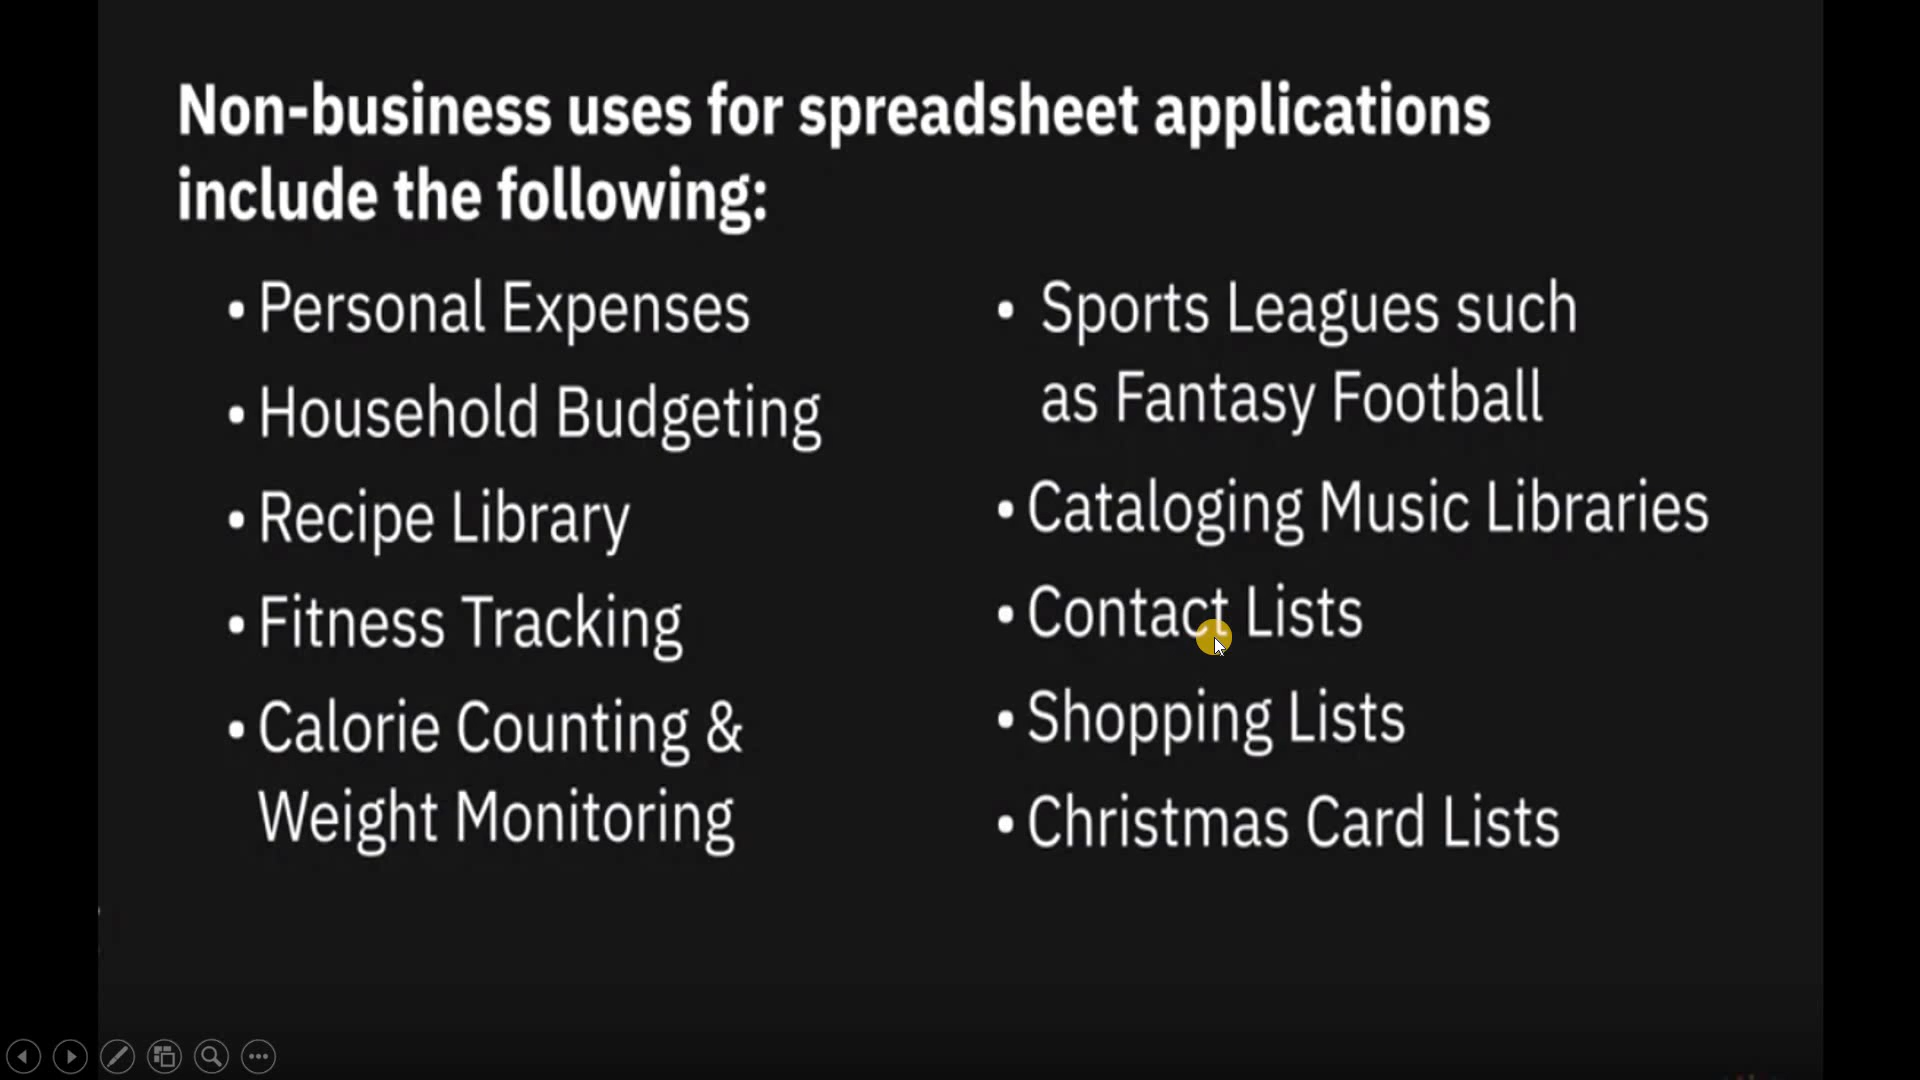 Non-business uses for spreadsheet applications
include the following:
• Personal Expenses
• Household Budgeting
• Recipe Library
• Fitness Tracking
• Calorie Counting &
Weight Monitoring
• Sports Leagues such
as Fantasy Football
• Cataloging Music Libraries
• Contact Lists
• Shopping Lists
• Christmas Card Lists